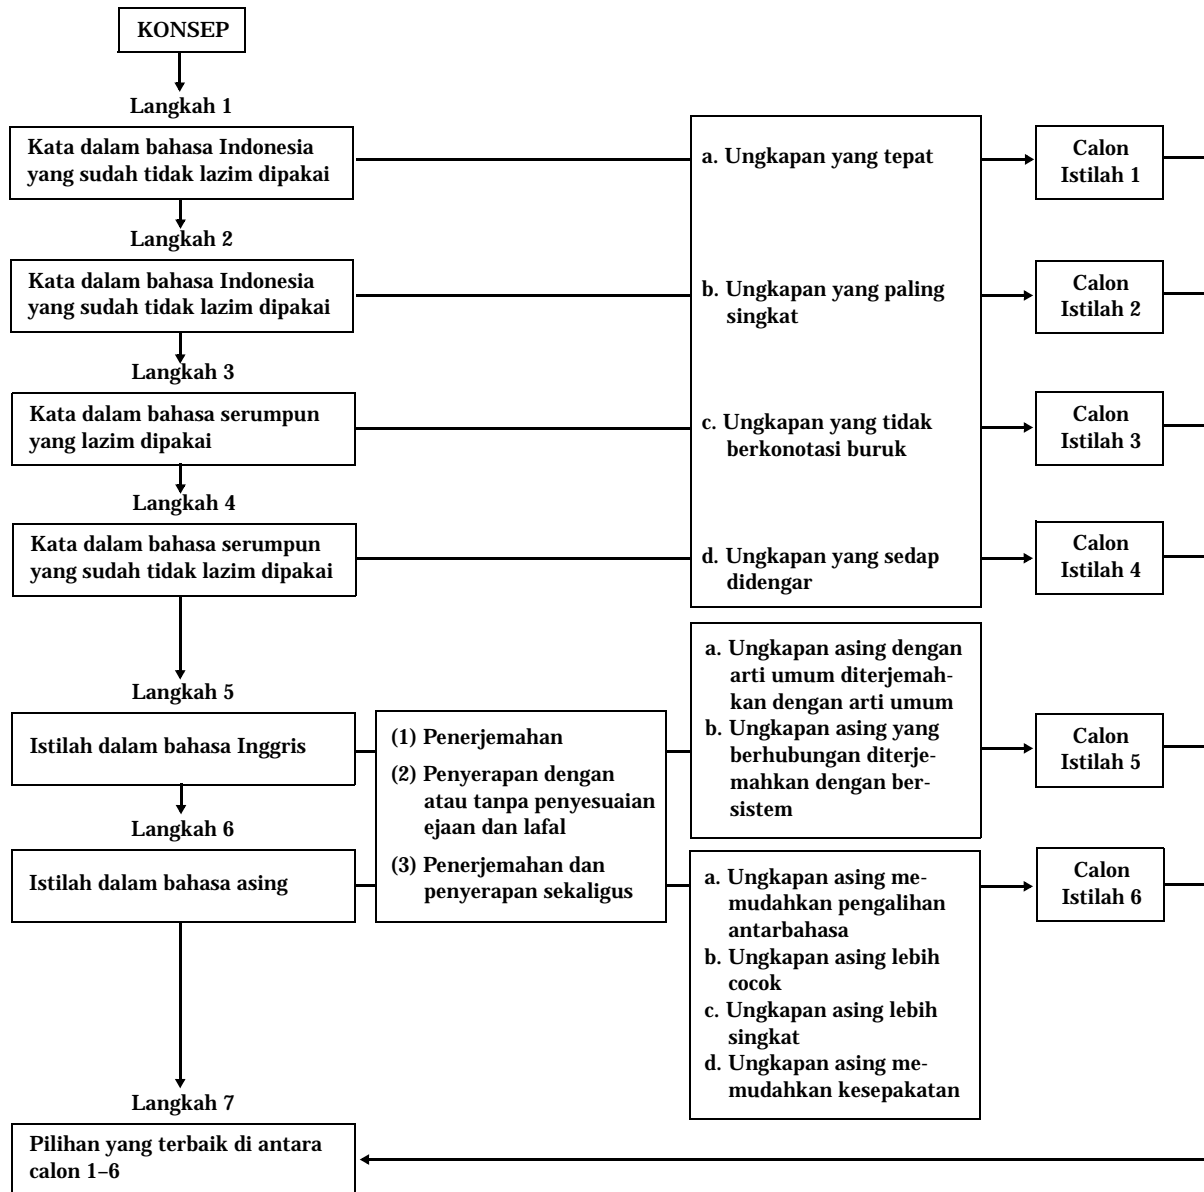 KONSEP
Langkah 1
Kata dalam bahasa Indonesia
yang sudah tidak lazim dipakai
a. Ungkapan yang tepat
Calon
Istilah 1
Langkah 2
Kata dalam bahasa Indonesia
yang sudah tidak lazim dipakai
b. Ungkapan yang paling
singkat
Calon
Istilah 2
Langkah 3
Kata dalam bahasa serumpun
yang lazim dipakai
c. Ungkapan yang tidak
berkonotasi buruk
Calon
Istilah 3
Langkah 4
Kata dalam bahasa serumpun
yang sudah tidak lazim dipakai
d. Ungkapan yang sedap
didengar
Calon
Istilah 4
Langkah 5
Istilah dalam bahasa Inggris
(1) Penerjemahan
(2) Penyerapan dengan
atau tanpa penyesuaian
ejaan dan lafal
(3) Penerjemahan dan
penyerapan sekaligus
a. Ungkapan asing dengan
arti umum diterjemah-
kan dengan arti umum
b. Ungkapan asing yang
berhubungan diterje-
mahkan dengan ber-
sistem
Calon
Istilah 5
Langkah 6
Istilah dalam bahasa asing
a. Ungkapan asing me-
mudahkan pengalihan
antarbahasa
b. Ungkapan asing lebih
cocok
c. Ungkapan asing lebih
singkat
d. Ungkapan asing me-
mudahkan kesepakatan
Calon
Istilah 6
Langkah 7
Pilihan yang terbaik di antara
calon 1–6